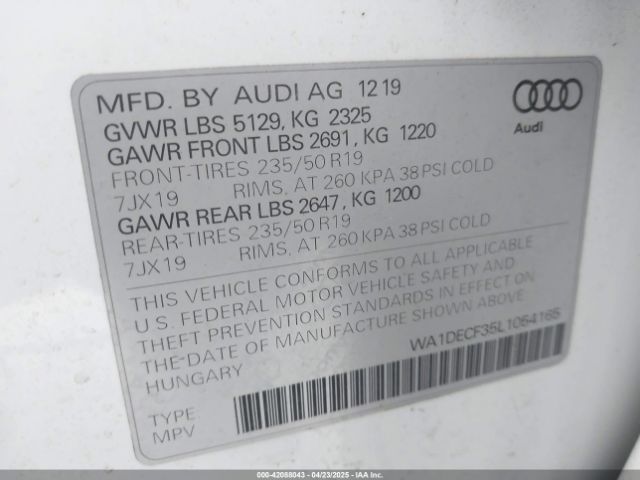 MFD. BY AUDI AG 12 19
GVWR LBS 5129, KG 2325
GAWR FRONT LBS 2691, KG 1220
FRONT-TIRES 235/50 R19
7JX19 RIMS, AT 260 KPA 38 PSI COLD
GAWR REAR LBS 2647, KG 1200
REAR-TIRES 235/50 R19
7JX19 RIMS, AT 260 KPA 38 PSI COLD
Audi
THIS VEHICLE CONFORMS TO ALL APPLICABLE
U.S. FEDERAL MOTOR VEHICLE SAFETY AND
THEFT PREVENTION STANDARDS IN EFFECT ON
THE-DATE OF MANUFACTURE SHOWN ABOVE.
HUNGARY
WA1DECF35L1054165
TYPE
MPV
000-42088043 - 04/23/2025 - IAA Inc.